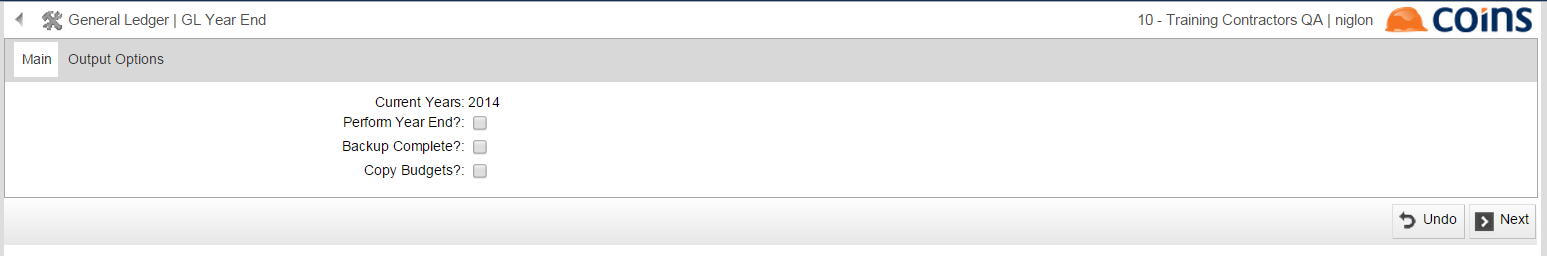 General Ledger | GL Year End
10 - Training Contractors QA | niglon
coins
Main
Output Options
Current Years: 2014
Perform Year End?:
Backup Complete?:
Copy Budgets?:
Undo
Next